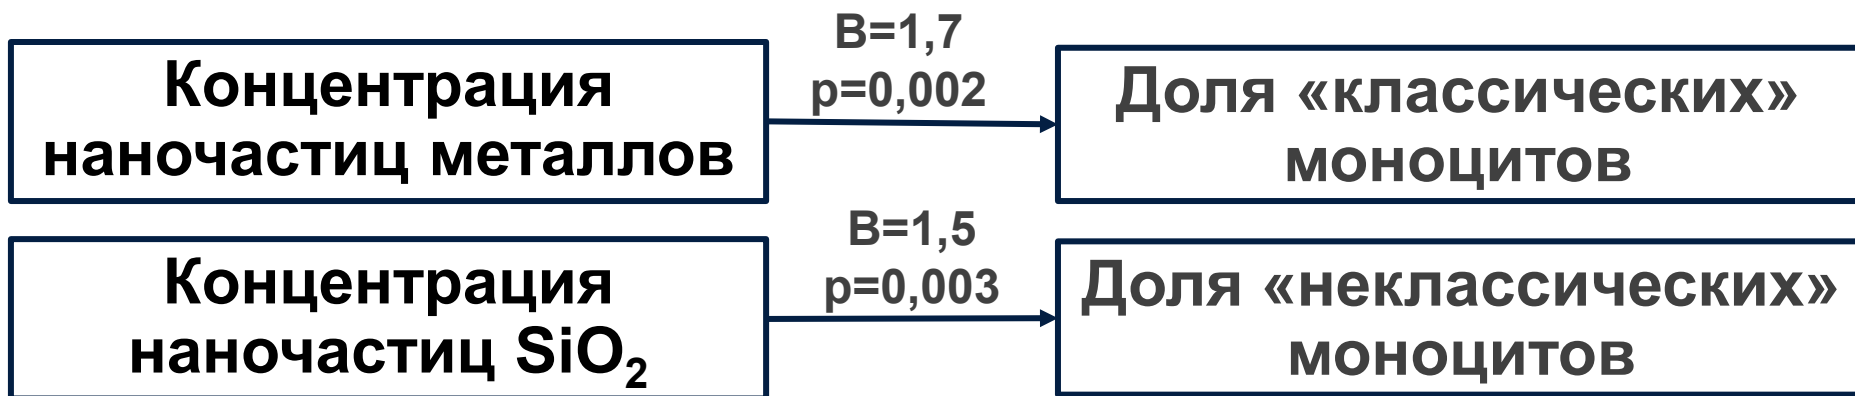 Концентрация
наночастиц металлов
B=1,7
p=0,002
Доля «классических»
моноцитов
Концентрация
наночастиц SiO₂
B=1,5
p=0,003
Доля «неклассических»
моноцитов